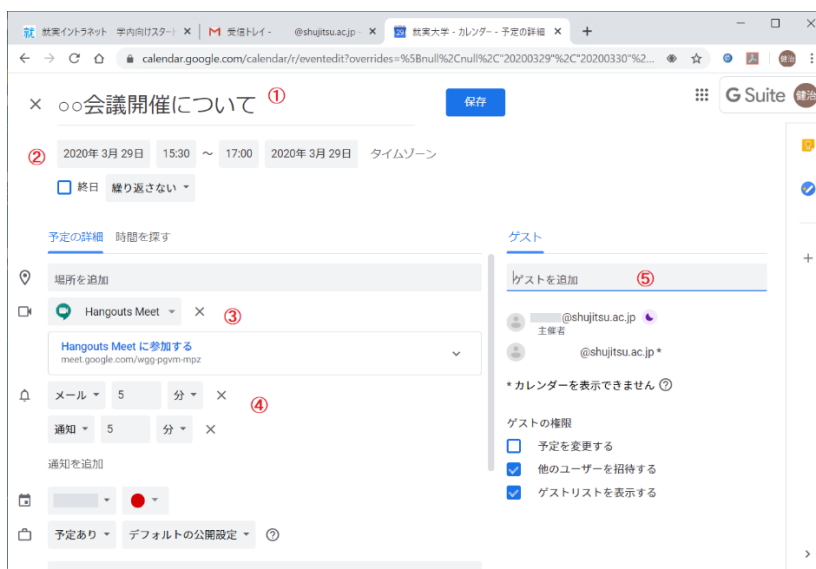 就 就実イントラネット 学内向けスター
受信トレイ - @shujitsu.ac.jp -
29 就実大学 - カレンダー - 予定の詳細
calendar.google.com/calendar/r/eventedit?overrides=%5Bnull%2Cnull%2C"20200329"%2C"20200330"%2...
健治
○○会議開催について ①
保存
G Suite 健治
② 2020年 3月 29日 15:30 ～ 17:00 2020年 3月 29日 タイムゾーン
終日 繰り返さない
予定の詳細 時間を探す
場所を追加
Hangouts Meet ③
Hangouts Meet に参加する
meet.google.com/wgg-pgvm-mpz
メール 5 分 ④
通知 5 分
通知を追加
予定あり デフォルトの公開設定
ゲスト
ゲストを追加 ⑤
@shujitsu.ac.jp
主催者
@shujitsu.ac.jp *
* カレンダーを表示できません
ゲストの権限
予定を変更する
他のユーザーを招待する
ゲストリストを表示する